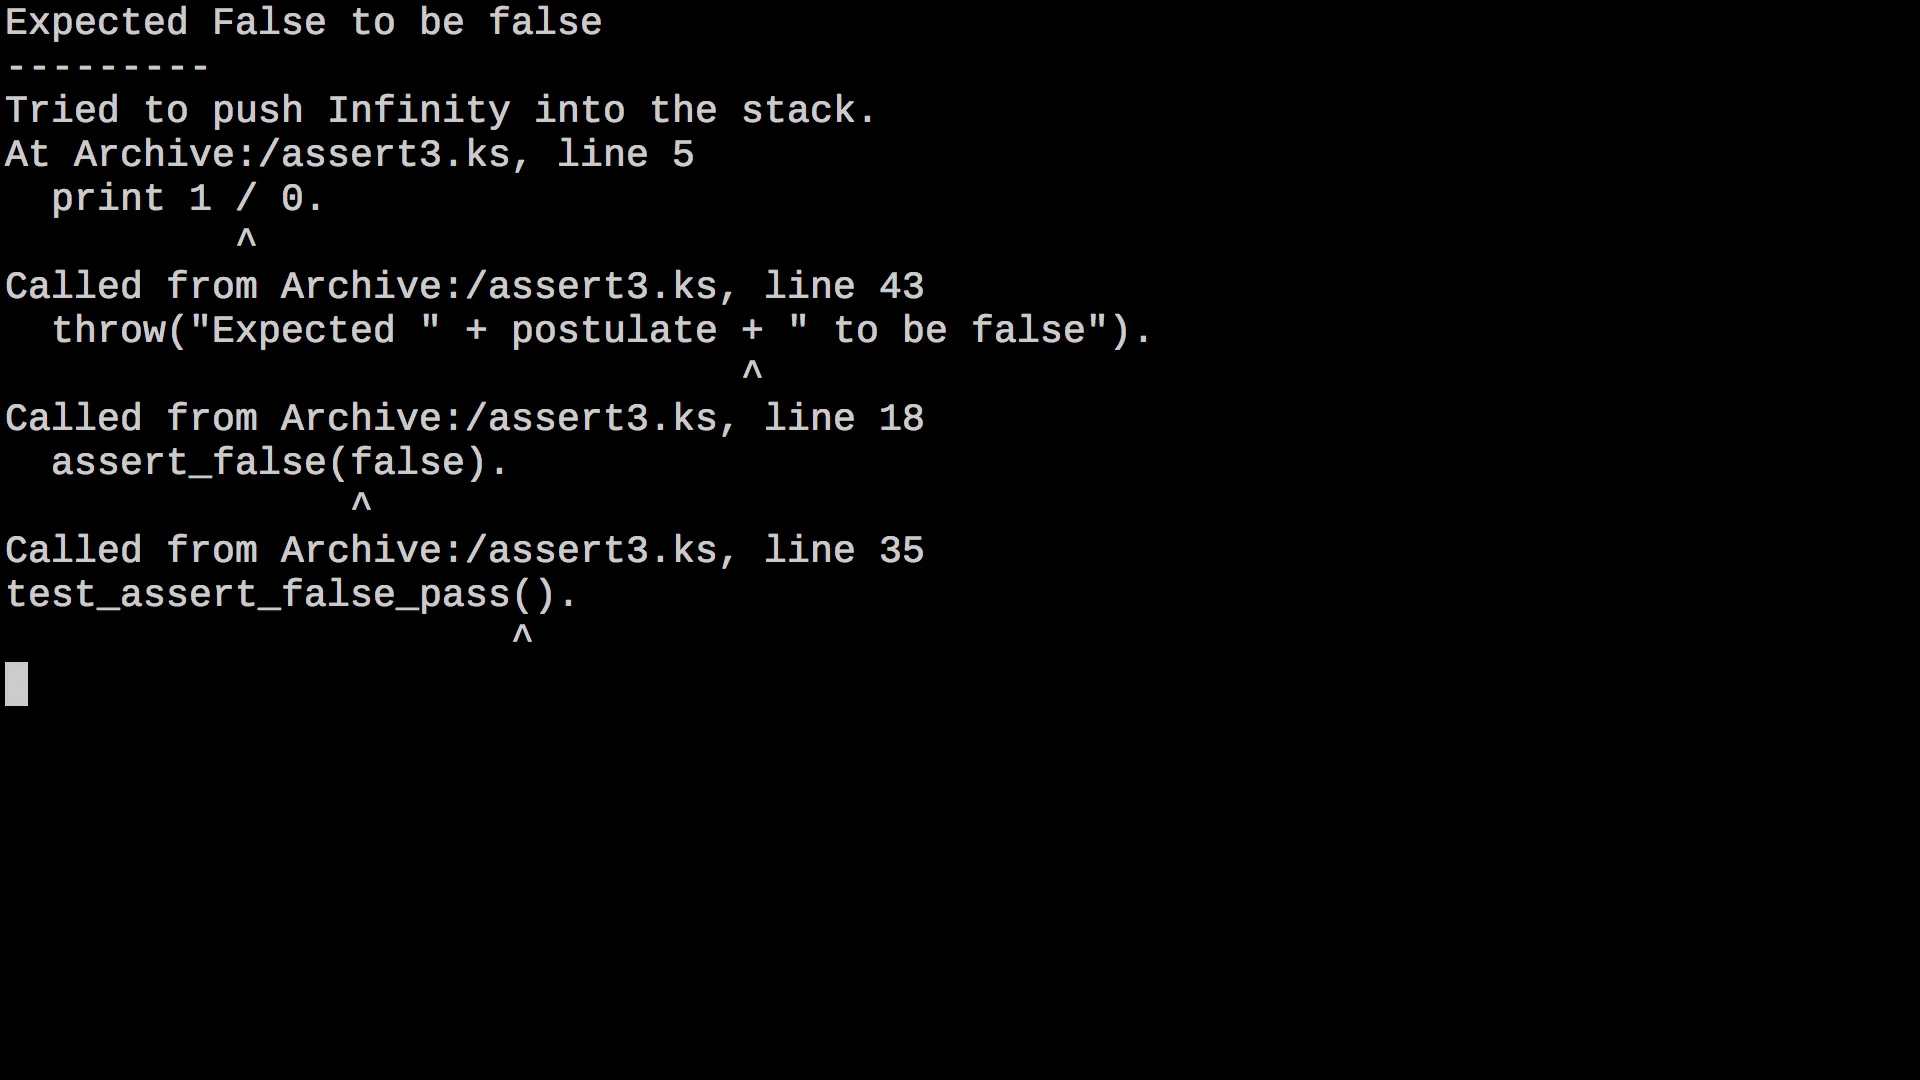 Expected False to be false
---------
Tried to push Infinity into the stack.
At Archive:/assert3.ks, line 5
  print 1 / 0.
          ^
Called from Archive:/assert3.ks, line 43
  throw("Expected " + postulate + " to be false").
                                ^
Called from Archive:/assert3.ks, line 18
  assert_false(false).
               ^
Called from Archive:/assert3.ks, line 35
test_assert_false_pass().
                      ^